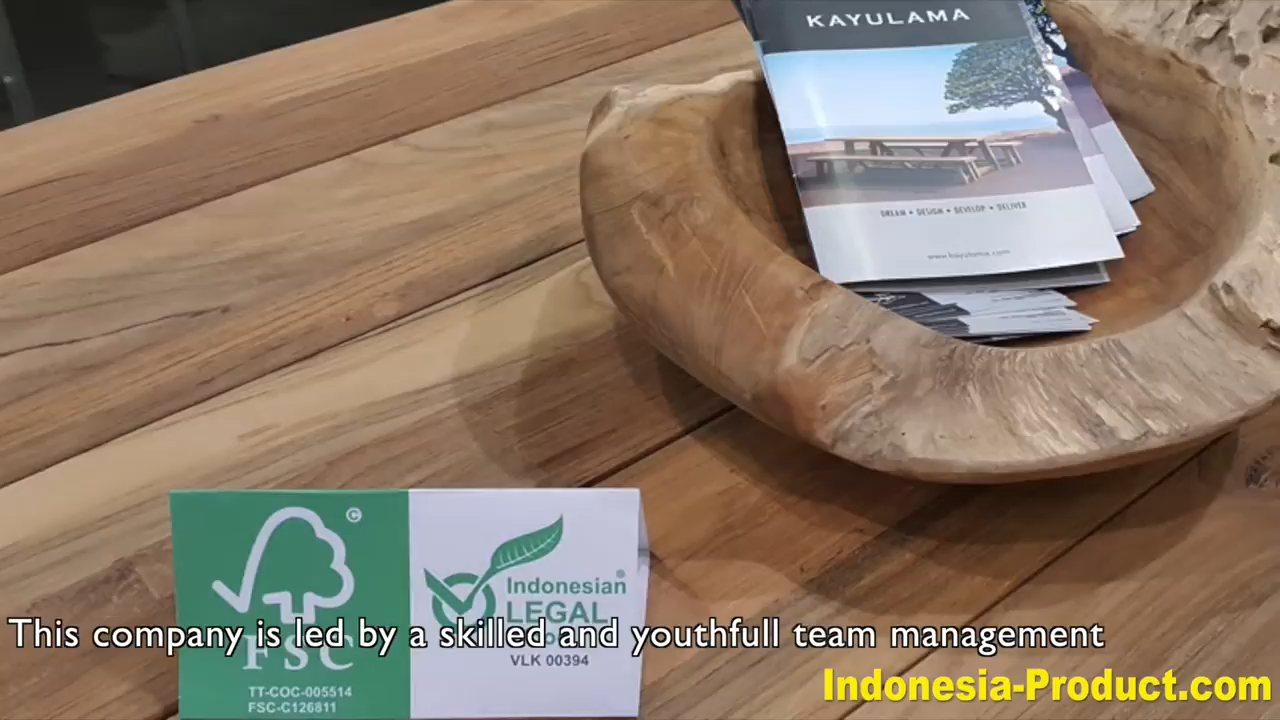 KAYULAMA
DREAM • DESIGN • DEVELOP • DELIVER
www.kayulama.com
©
FSC
TT-COC-005514
FSC-C126811
Indonesian®
LEGAL
VLK 00394
This company is led by a skilled and youthfull team management
Indonesia-Product.com